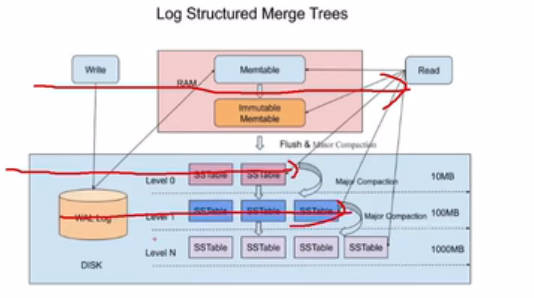 Log Structured Merge Trees
Write
RAM
Memtable
Read
Immutable
Memtable
Flush & Minor Compaction
Level 0
SSTable
SSTable
Major Compaction
10MB
WAL Log
Level 1
SSTable
SSTable
SSTable
Major Compaction
100MB
Level N
SSTable
SSTable
SSTable
SSTable
1000MB
DISK